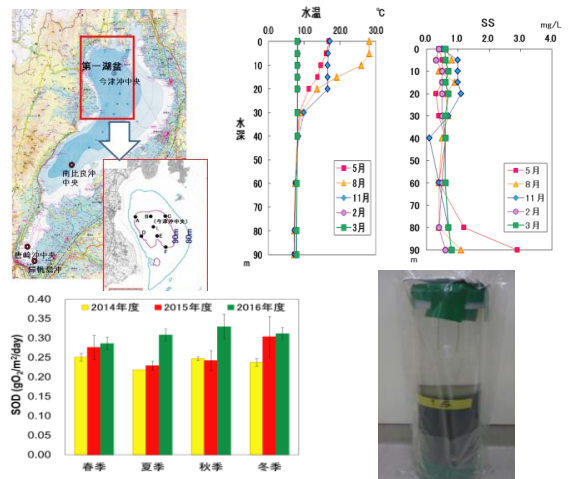 第一湖盆
今津沖中央
南比良沖
中央
唐崎沖中央
A
B
C
(今津沖中央)
D
E
F
90m
80m
水温
℃
0.0 10.0 20.0 30.0
0
10
20
30
40
50
60
70
80
90
m
水深
5月
8月
11月
2月
3月
SS
mg/L
0.0 1.0 2.0 3.0
0
10
20
30
40
50
60
70
80
90
m
5月
8月
11月
2月
3月
SOD (gO₂/m²/day)
0.40
0.35
0.30
0.25
0.20
0.15
0.10
0.05
0.00
2014年度 2015年度 2016年度
春季 夏季 秋季 冬季